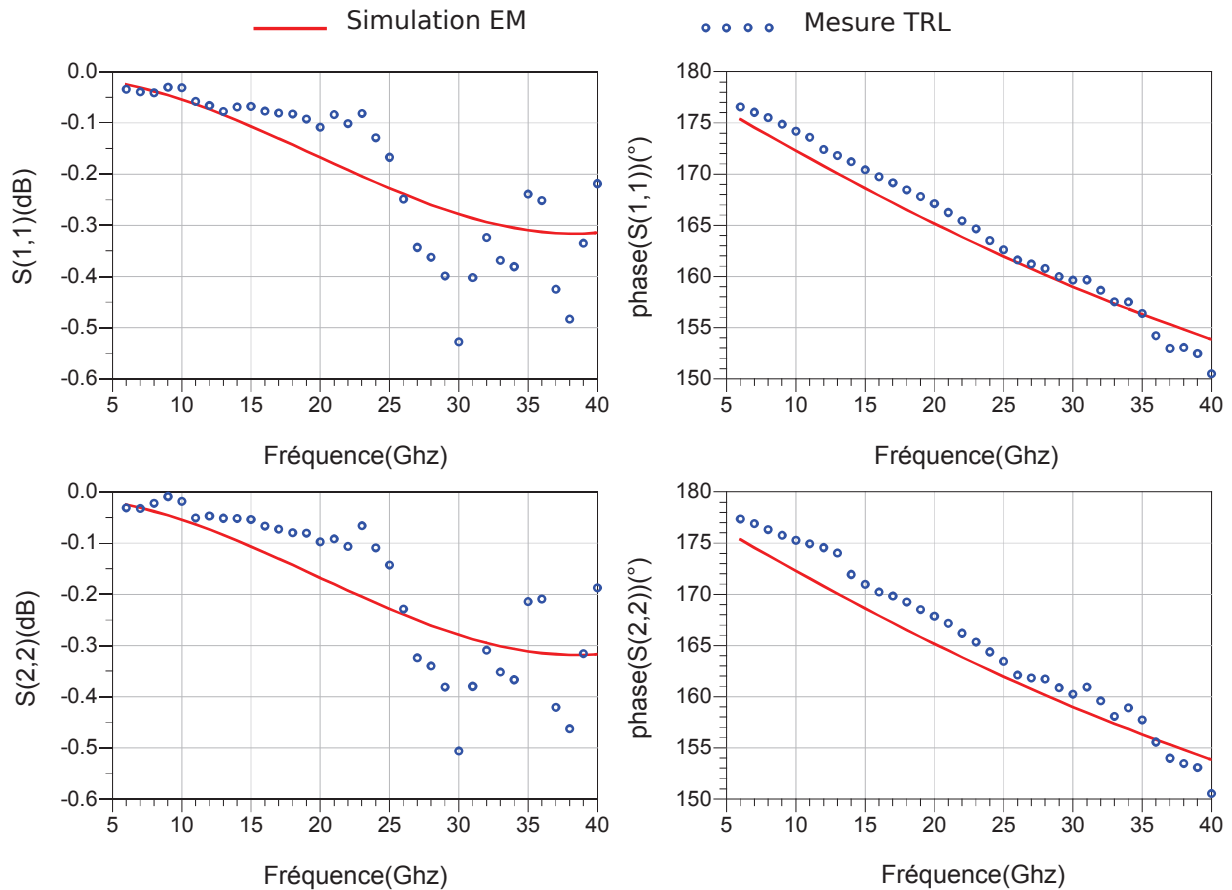 Simulation EM
Mesure TRL
0.0
-0.1
-0.2
-0.3
-0.4
-0.5
-0.6
S(1,1)(dB)
5 10 15 20 25 30 35 40
Fréquence(Ghz)
180
175
170
165
160
155
150
phase(S(1,1))(°)
5 10 15 20 25 30 35 40
Fréquence(Ghz)
0.0
-0.1
-0.2
-0.3
-0.4
-0.5
-0.6
S(2,2)(dB)
5 10 15 20 25 30 35 40
Fréquence(Ghz)
180
175
170
165
160
155
150
phase(S(2,2))(°)
5 10 15 20 25 30 35 40
Fréquence(Ghz)